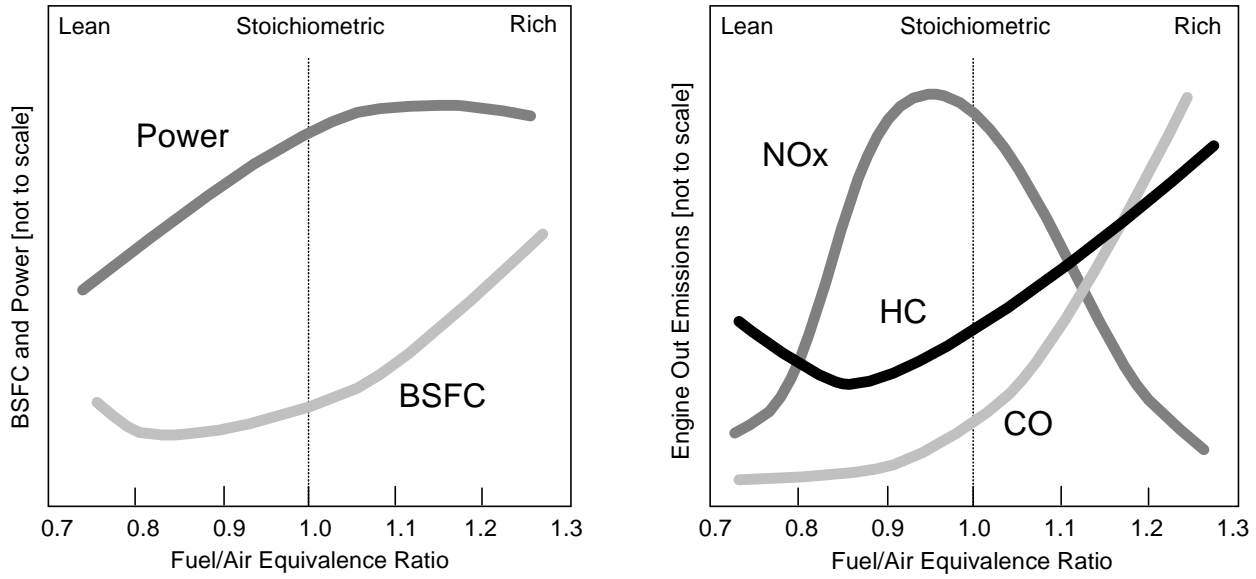 Lean Stoichiometric Rich
Power
BSFC
BSFC and Power [not to scale]
0.7 0.8 0.9 1.0 1.1 1.2 1.3
Fuel/Air Equivalence Ratio
Lean Stoichiometric Rich
NOx
HC
CO
Engine Out Emissions [not to scale]
0.7 0.8 0.9 1.0 1.1 1.2 1.3
Fuel/Air Equivalence Ratio